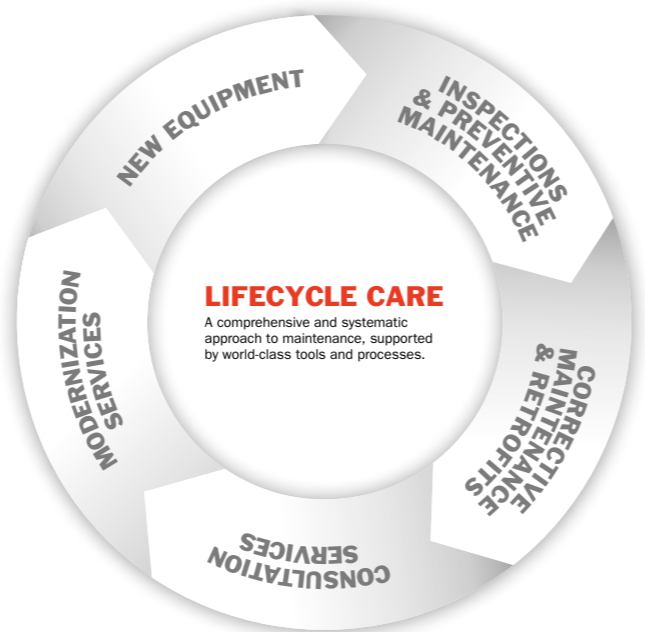 NEW EQUIPMENT
INSPECTIONS
& PREVENTIVE
MAINTENANCE
CORRECTIVE
MAINTENANCE
& RETROFITS
CONSULTATION
SERVICES
MODERNIZATION
SERVICES
LIFECYCLE CARE
A comprehensive and systematic
approach to maintenance, supported
by world-class tools and processes.